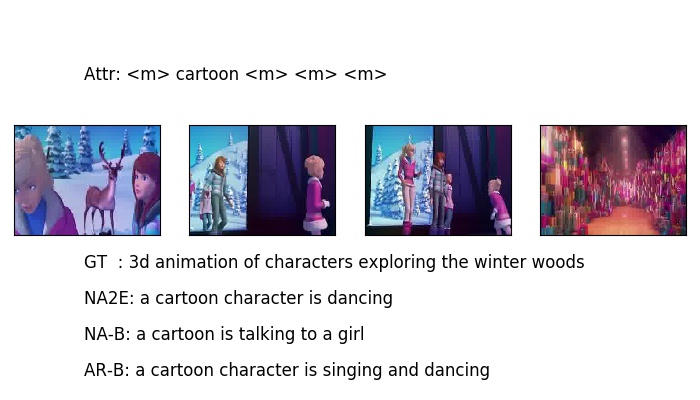 Attr: <m> cartoon <m> <m> <m>
GT  : 3d animation of characters exploring the winter woods
NA2E: a cartoon character is dancing
NA-B: a cartoon is talking to a girl
AR-B: a cartoon character is singing and dancing